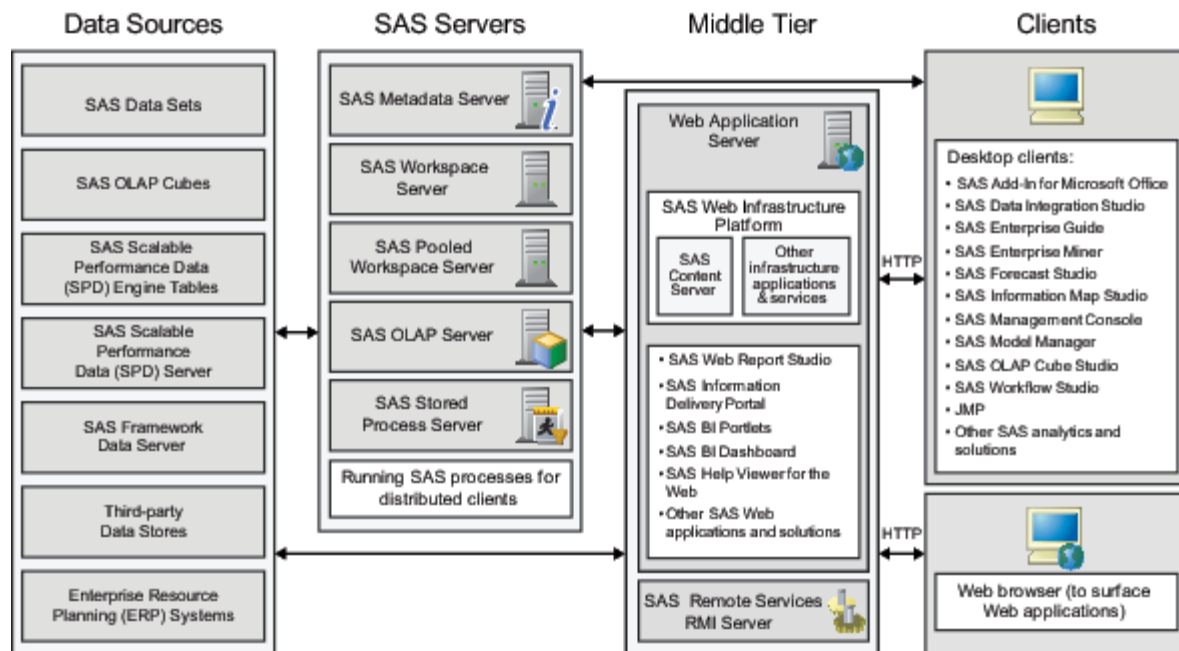 Data Sources
SAS Data Sets
SAS OLAP Cubes
SAS Scalable
Performance Data
(SPD) Engine Tables
SAS Scalable
Performance
Data (SPD) Server
SAS Framework
Data Server
Third-party
Data Stores
Enterprise Resource
Planning (ERP) Systems
SAS Servers
SAS Metadata Server
SAS Workspace
Server
SAS Pooled
Workspace Server
SAS OLAP Server
SAS Stored
Process Server
Running SAS processes for
distributed clients
Middle Tier
Web Application
Server
SAS Web Infrastructure
Platform
SAS
Content
Server
Other
infrastructure
applications
& services
• SAS Web Report Studio
• SAS Information
Delivery Portal
• SAS BI Portlets
• SAS BI Dashboard
• SAS Help Viewer for the
Web
• Other SAS Web
applications and solutions
SAS Remote Services
RMI Server
HTTP
HTTP
Clients
Desktop clients:
• SAS Add-In for Microsoft Office
• SAS Data Integration Studio
• SAS Enterprise Guide
• SAS Enterprise Miner
• SAS Forecast Studio
• SAS Information Map Studio
• SAS Management Console
• SAS Model Manager
• SAS OLAP Cube Studio
• SAS Workflow Studio
• JMP
• Other SAS analytics and
solutions
Web browser (to surface
Web applications)